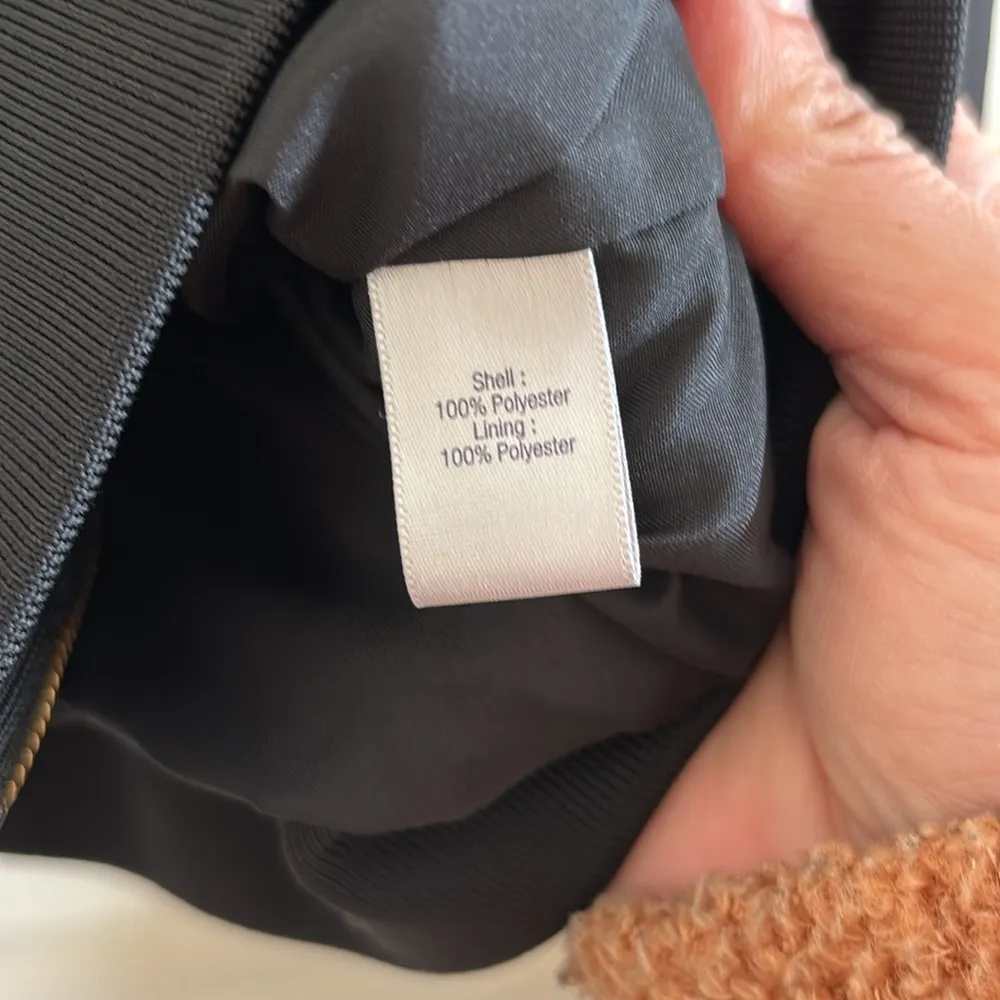 Shell :
100% Polyester
Lining :
100% Polyester